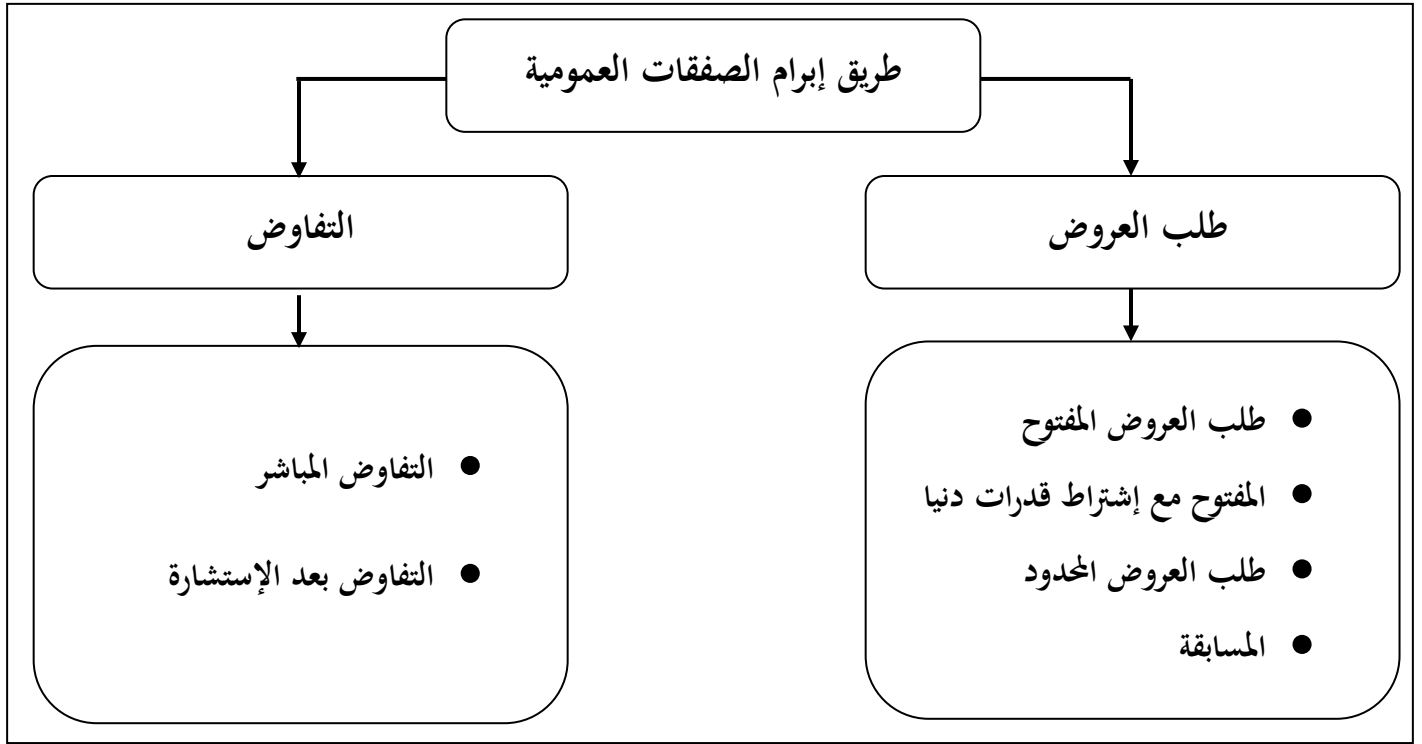 طريق إبرام الصفقات العمومية
طلب العروض
التفاوض
● طلب العروض المفتوح
● المفتوح مع إشتراط قدرات دنيا
● طلب العروض المحدود
● المسابقة
● التفاوض المباشر
● التفاوض بعد الإستشارة